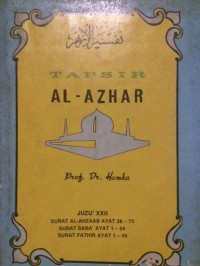 تفسير الأزهر
TAFSIR
AL-AZHAR
Prof. Dr. Hamka
JUZU' XXII
SURAT AL-AHZAAB AYAT 38 - 73
SURAT SABA' AYAT 1 - 54
SURAT FATHIR AYAT 1 - 45